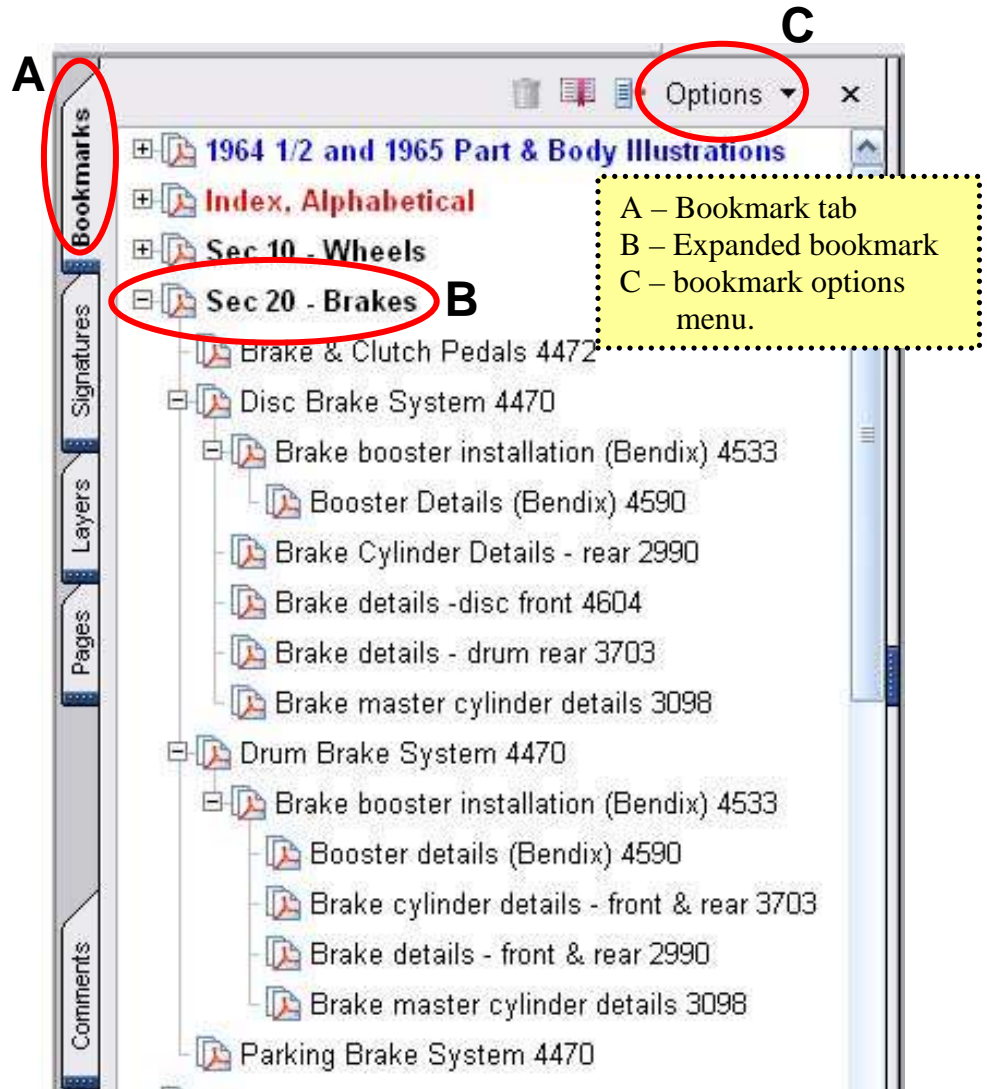 C
A
Options
Bookmarks
1964 1/2 and 1965 Part & Body Illustrations
Index, Alphabetical
Sec 10 - Wheels
Sec 20 - Brakes
B
A – Bookmark tab
B – Expanded bookmark
C – bookmark options
menu.
Brake & Clutch Pedals 4472
Disc Brake System 4470
Brake booster installation (Bendix) 4533
Booster Details (Bendix) 4590
Brake Cylinder Details - rear 2990
Brake details -disc front 4604
Brake details - drum rear 3703
Brake master cylinder details 3098
Drum Brake System 4470
Brake booster installation (Bendix) 4533
Booster details (Bendix) 4590
Brake cylinder details - front & rear 3703
Brake details - front & rear 2990
Brake master cylinder details 3098
Parking Brake System 4470
Signatures
Layers
Pages
Comments